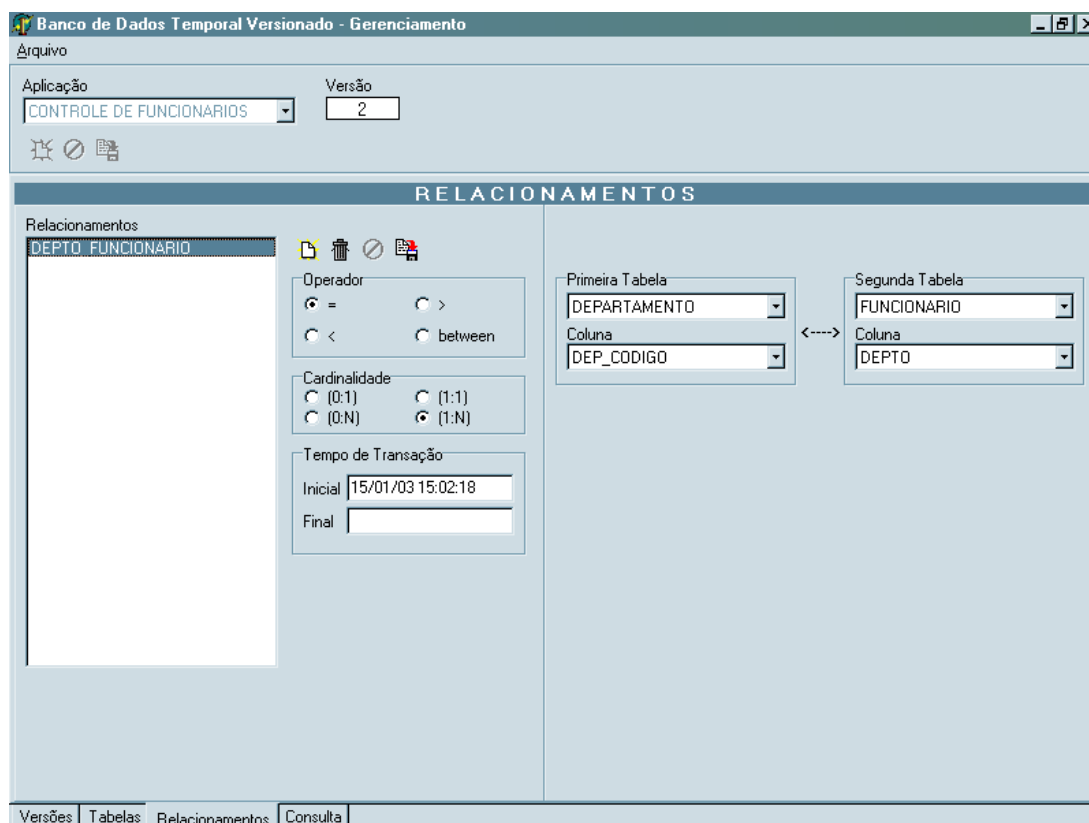 Banco de Dados Temporal Versionado - Gerenciamento
Arquivo
Aplicação
Versão
CONTROLE DE FUNCIONARIOS
2
RELACIONAMENTOS
Relacionamentos
DEPTO_FUNCIONARIO
Operador
= >
< between
Cardinalidade
(0:1) (1:1)
(0:N) (1:N)
Tempo de Transação
Inicial 15/01/03 15:02:18
Final
Primeira Tabela
DEPARTAMENTO
Coluna
DEP_CODIGO
<---->
Segunda Tabela
FUNCIONARIO
Coluna
DEPTO
Versões Tabelas Relacionamentos Consulta